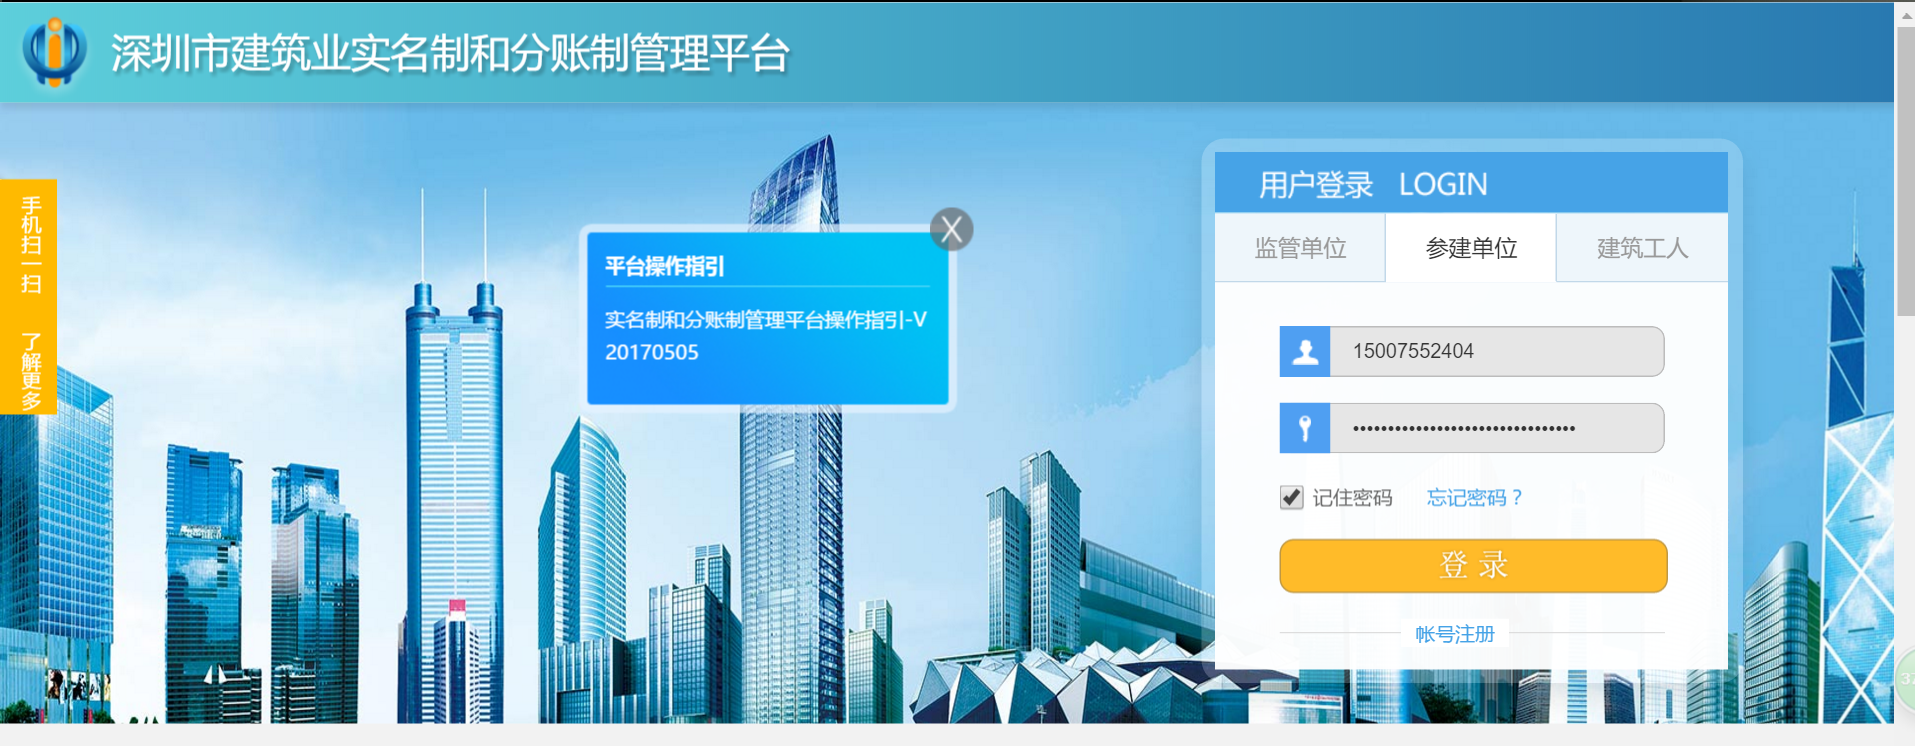 深圳市建筑业实名制和分账制管理平台
手机扫一扫 了解更多
平台操作指引
实名制和分账制管理平台操作指引-V
20170505
X
用户登录 LOGIN
监管单位 参建单位 建筑工人
15007552404
••••••••••••••••••••••••••••••••
记住密码 忘记密码？
登 录
帐号注册
37